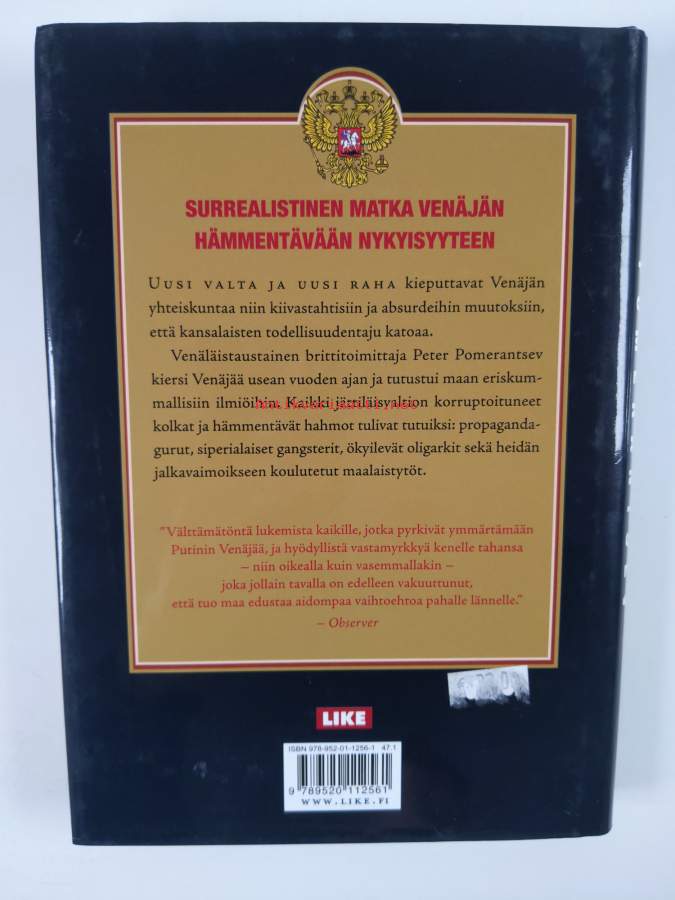 SURREALISTINEN MATKA VENÄJÄN
HÄMMENTÄVÄÄN NYKYISYYTEEN
UUSI VALTA JA UUSI RAHA kieputtavat Venäjän
yhteiskuntaa niin kiivastahtisiin ja absurdeihin muutoksiin,
että kansalaisten todellisuudentaju katoaa.
Venäläistaustainen brittitoimittaja Peter Pomerantsev
kiersi Venäjää usean vuoden ajan ja tutustui maan eriskum-
mallisiin ilmiöihin. Kaikki jättiläisvaltion korruptoituneet
antikvariaatti.net
kolkat ja hämmentävät hahmot tulivat tutuiksi: propaganda-
gurut, siperialaiset gangsterit, ökyilevät oligarkit sekä heidän
jalkavaimoikseen koulutetut maalaistytöt.
"Välttämätöntä lukemista kaikille, jotka pyrkivät ymmärtämään
Putinin Venäjää, ja hyödyllistä vastamyrkkyä kenelle tahansa
– niin oikealla kuin vasemmallakin –
joka jollain tavalla on edelleen vakuuttunut,
että tuo maa edustaa aidompaa vaihtoehtoa pahalle lännelle."
– Observer
LIKE
ISBN 978-952-01-1256-1 47.1
9 789520 112561
WWW.LIKE.FI